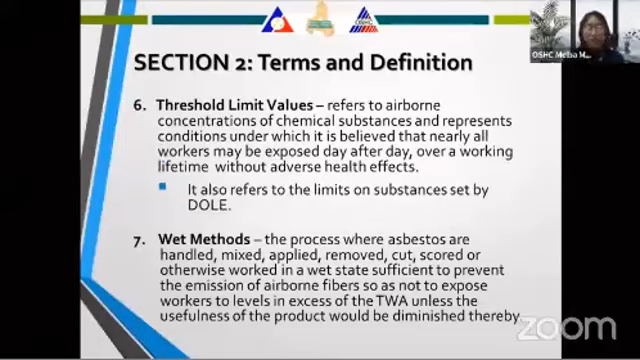 SECTION 2: Terms and Definition
6. Threshold Limit Values – refers to airborne
concentrations of chemical substances and represents
conditions under which it is believed that nearly all
workers may be exposed day after day, over a working
lifetime without adverse health effects.
It also refers to the limits on substances set by
DOLE.
7. Wet Methods – the process where asbestos are
handled, mixed, applied, removed, cut, scored or
otherwise worked in a wet state sufficient to prevent
the emission of airborne fibers so as not to expose
workers to levels in excess of the TWA unless the
usefulness of the product would be diminished thereby
zoom
OSHC
OSHC Melba M...